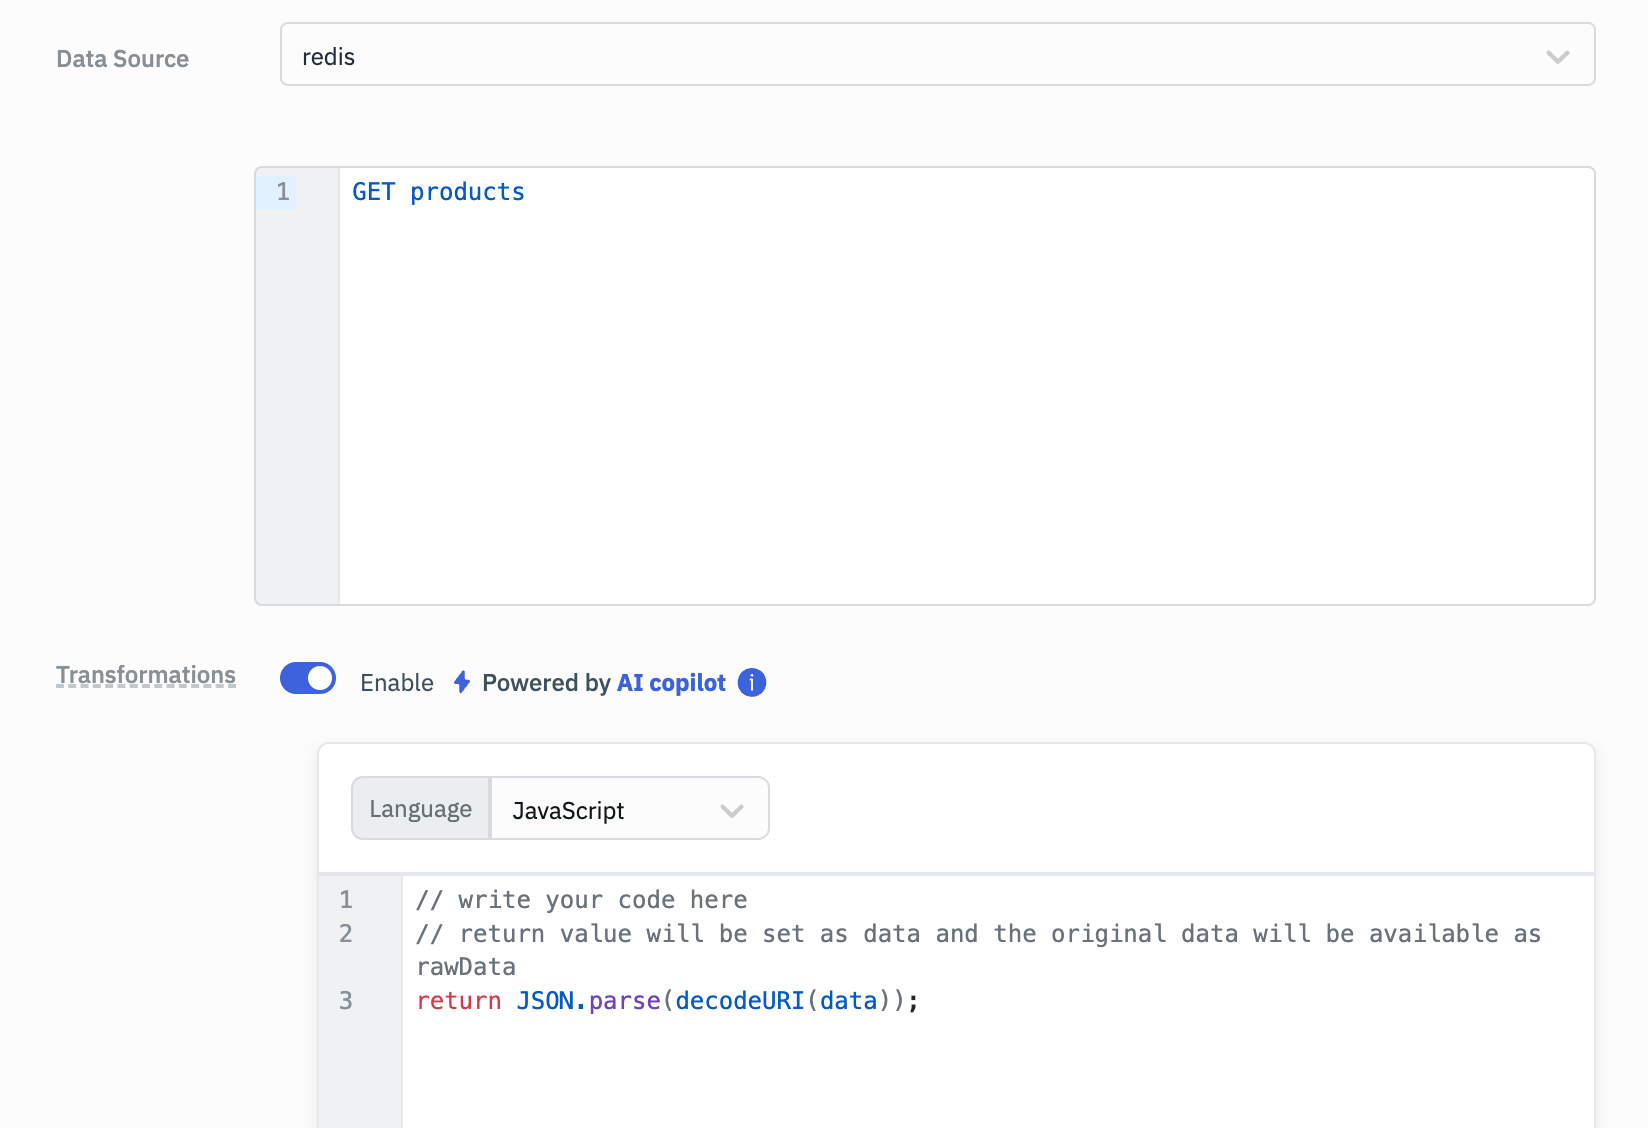 Data Source
redis
1 GET products
Transformations
Enable Powered by AI copilot i
Language JavaScript
1 // write your code here
2 // return value will be set as data and the original data will be available as
rawData
3 return JSON.parse(decodeURI(data));